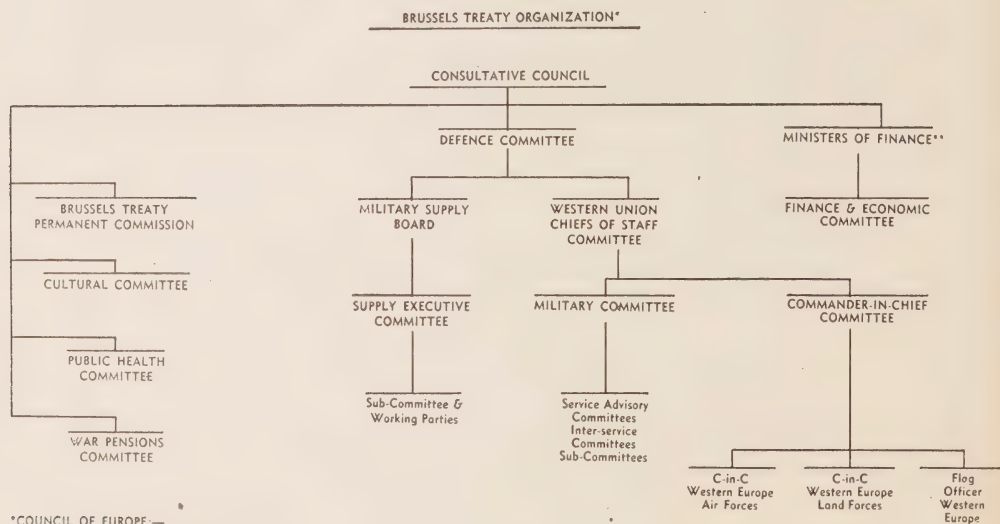 BRUSSELS TREATY ORGANIZATION*
CONSULTATIVE COUNCIL
DEFENCE COMMITTEE
MINISTERS OF FINANCE**
BRUSSELS TREATY
PERMANENT COMMISSION
MILITARY SUPPLY
BOARD
WESTERN UNION
CHIEFS OF STAFF
COMMITTEE
FINANCE & ECONOMIC
COMMITTEE
CULTURAL COMMITTEE
SUPPLY EXECUTIVE
COMMITTEE
MILITARY COMMITTEE
COMMANDER-IN-CHIEF
COMMITTEE
PUBLIC HEALTH
COMMITTEE
Sub-Committee &
Working Parties
Service Advisory
Committees
Inter-service
Committees
Sub-Committees
WAR PENSIONS
COMMITTEE
C-in-C
Western Europe
Air Forces
C-in-C
Western Europe
Land Forces
Flag
Officer
Western
Europe
*COUNCIL OF EUROPE:—